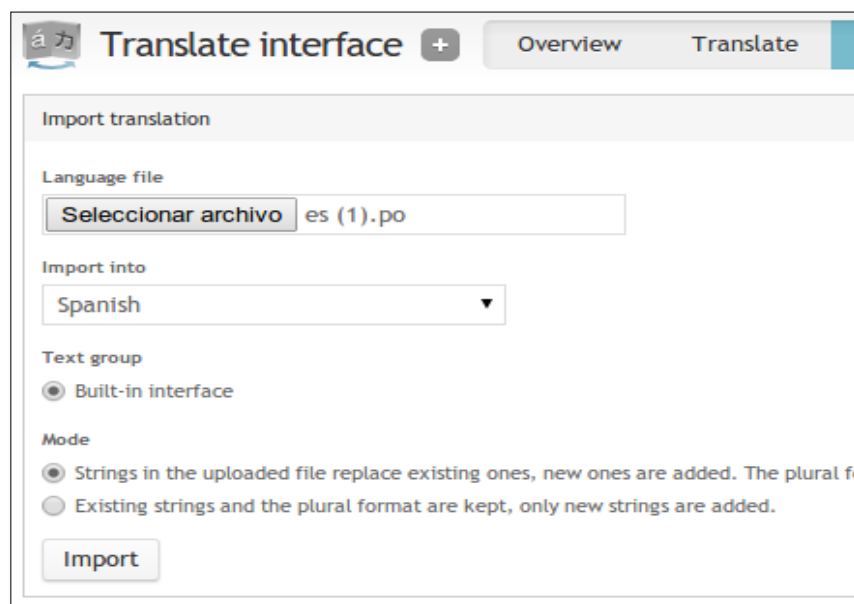 á カ Translate interface + Overview Translate
Import translation
Language file
Seleccionar archivo es (1).po
Import into
Spanish
Text group
Built-in interface
Mode
Strings in the uploaded file replace existing ones, new ones are added. The plural
Existing strings and the plural format are kept, only new strings are added.
Import